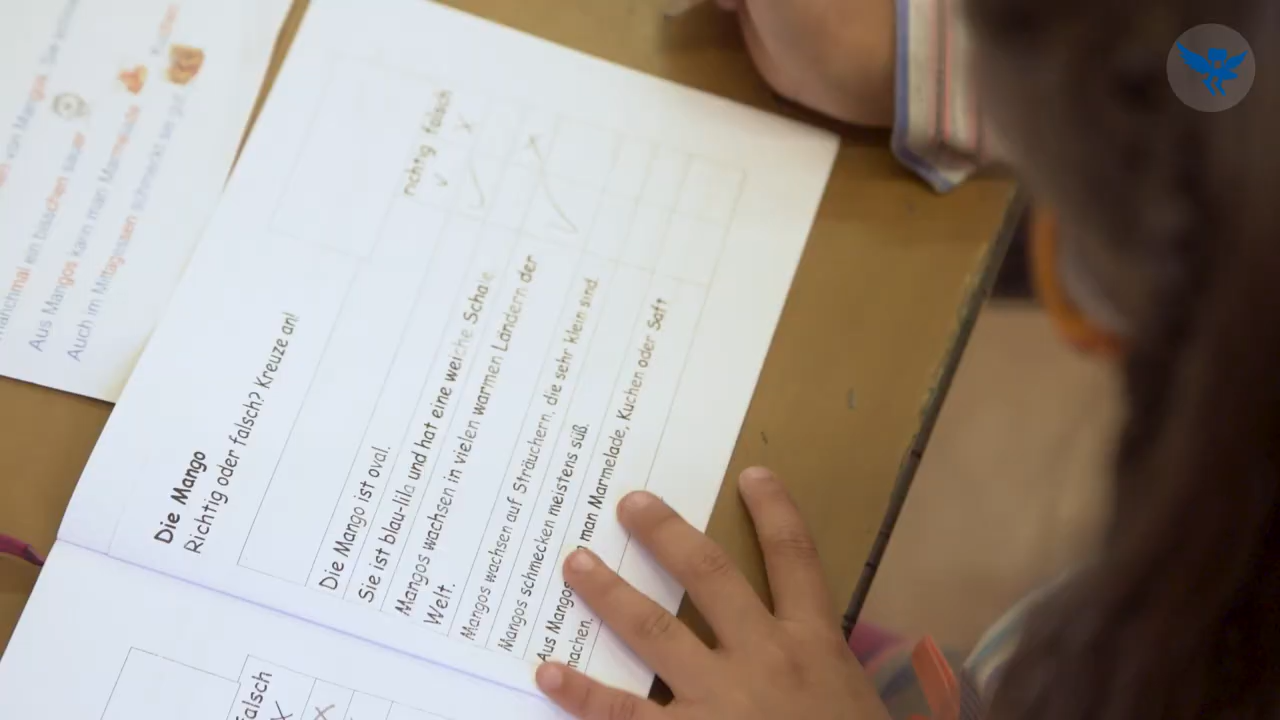 manchmal ein bisschen sauer
Aus Mangos kann man Marmelade
Auch im Mittagessen schmeckt sie gut
Die Mango
Richtig oder falsch? Kreuze an!
richtig falsch
Die Mango ist oval.
Sie ist blau-lila und hat eine weiche Schale
Mangos wachsen in vielen warmen Ländern der
Welt.
Mangos wachsen auf Sträuchern, die sehr klein sind.
Mangos schmecken meistens süß.
Aus Mangos man Marmelade, Kuchen oder Saft
machen.
falsch